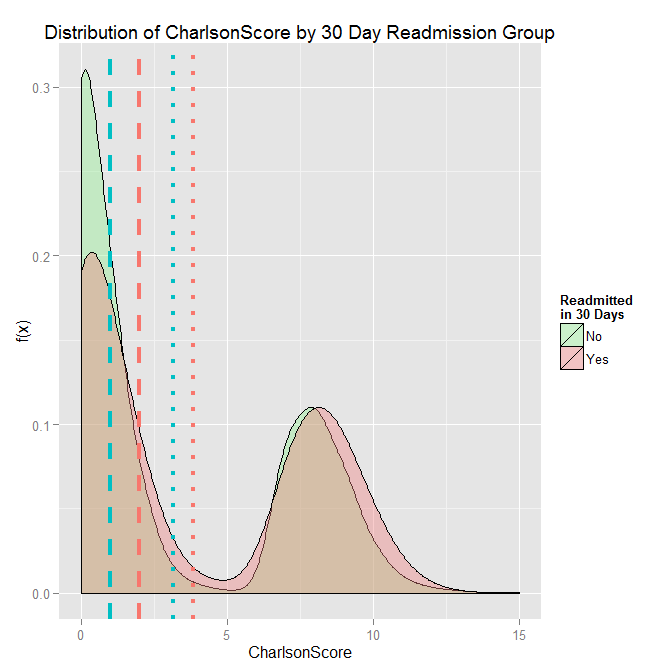 Distribution of CharlsonScore by 30 Day Readmission Group
0.3
0.2
0.1
0.0
f(x)
0 5 10 15
CharlsonScore
Readmitted
in 30 Days
No
Yes